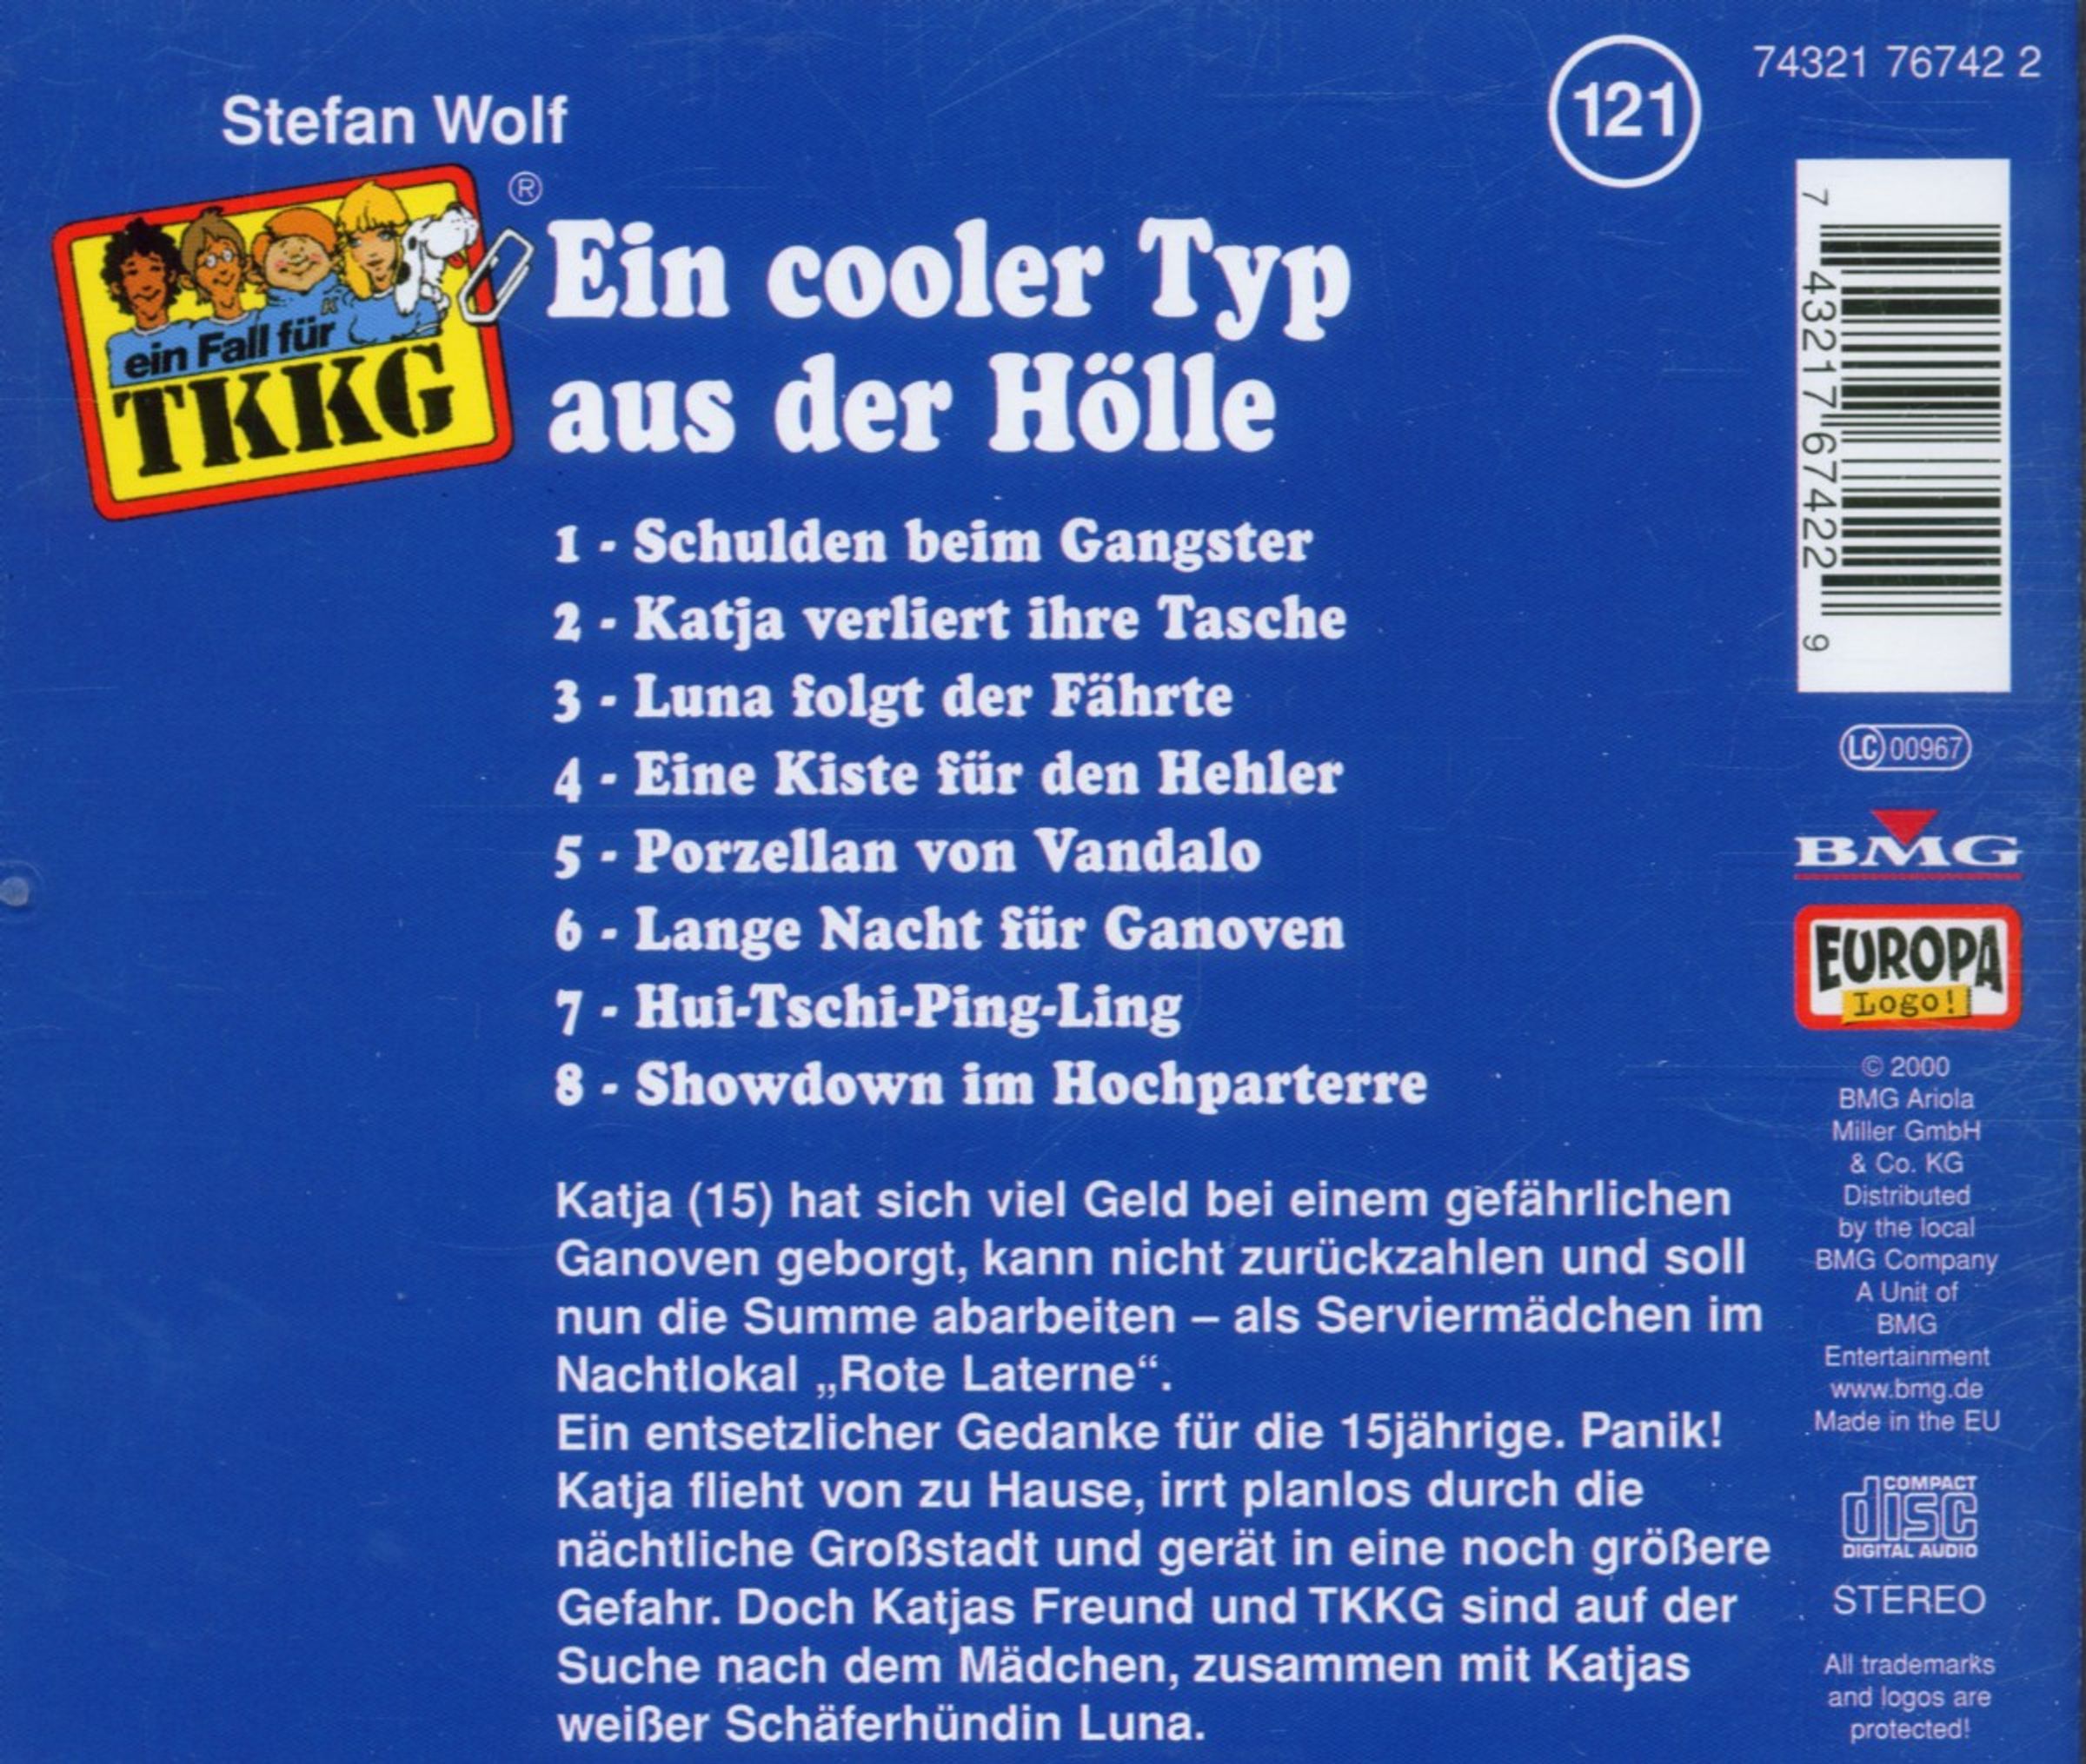 Stefan Wolf
121
74321 76742 2
®
ein Fall für
TKKG
Ein cooler Typ
aus der Hölle
1 - Schulden beim Gangster
2 - Katja verliert ihre Tasche
3 - Luna folgt der Fährte
4 - Eine Kiste für den Hehler
5 - Porzellan von Vandalo
6 - Lange Nacht für Ganoven
7 - Hui-Tschi-Ping-Ling
8 - Showdown im Hochparterre
Katja (15) hat sich viel Geld bei einem gefährlichen
Ganoven geborgt, kann nicht zurückzahlen und soll
nun die Summe abarbeiten – als Serviermädchen im
Nachtlokal „Rote Laterne“.
Ein entsetzlicher Gedanke für die 15jährige. Panik!
Katja flieht von zu Hause, irrt planlos durch die
nächtliche Großstadt und gerät in eine noch größere
Gefahr. Doch Katjas Freund und TKKG sind auf der
Suche nach dem Mädchen, zusammen mit Katjas
weißer Schäferhündin Luna.
7 43217 67422 9
LC 00967
BMG
EUROPA
Logo!
© 2000
BMG Ariola
Miller GmbH
& Co. KG
Distributed
by the local
BMG Company
A Unit of
BMG
Entertainment
www.bmg.de
Made in the EU
COMPACT
disc
DIGITAL AUDIO
STEREO
All trademarks
and logos are
protected!